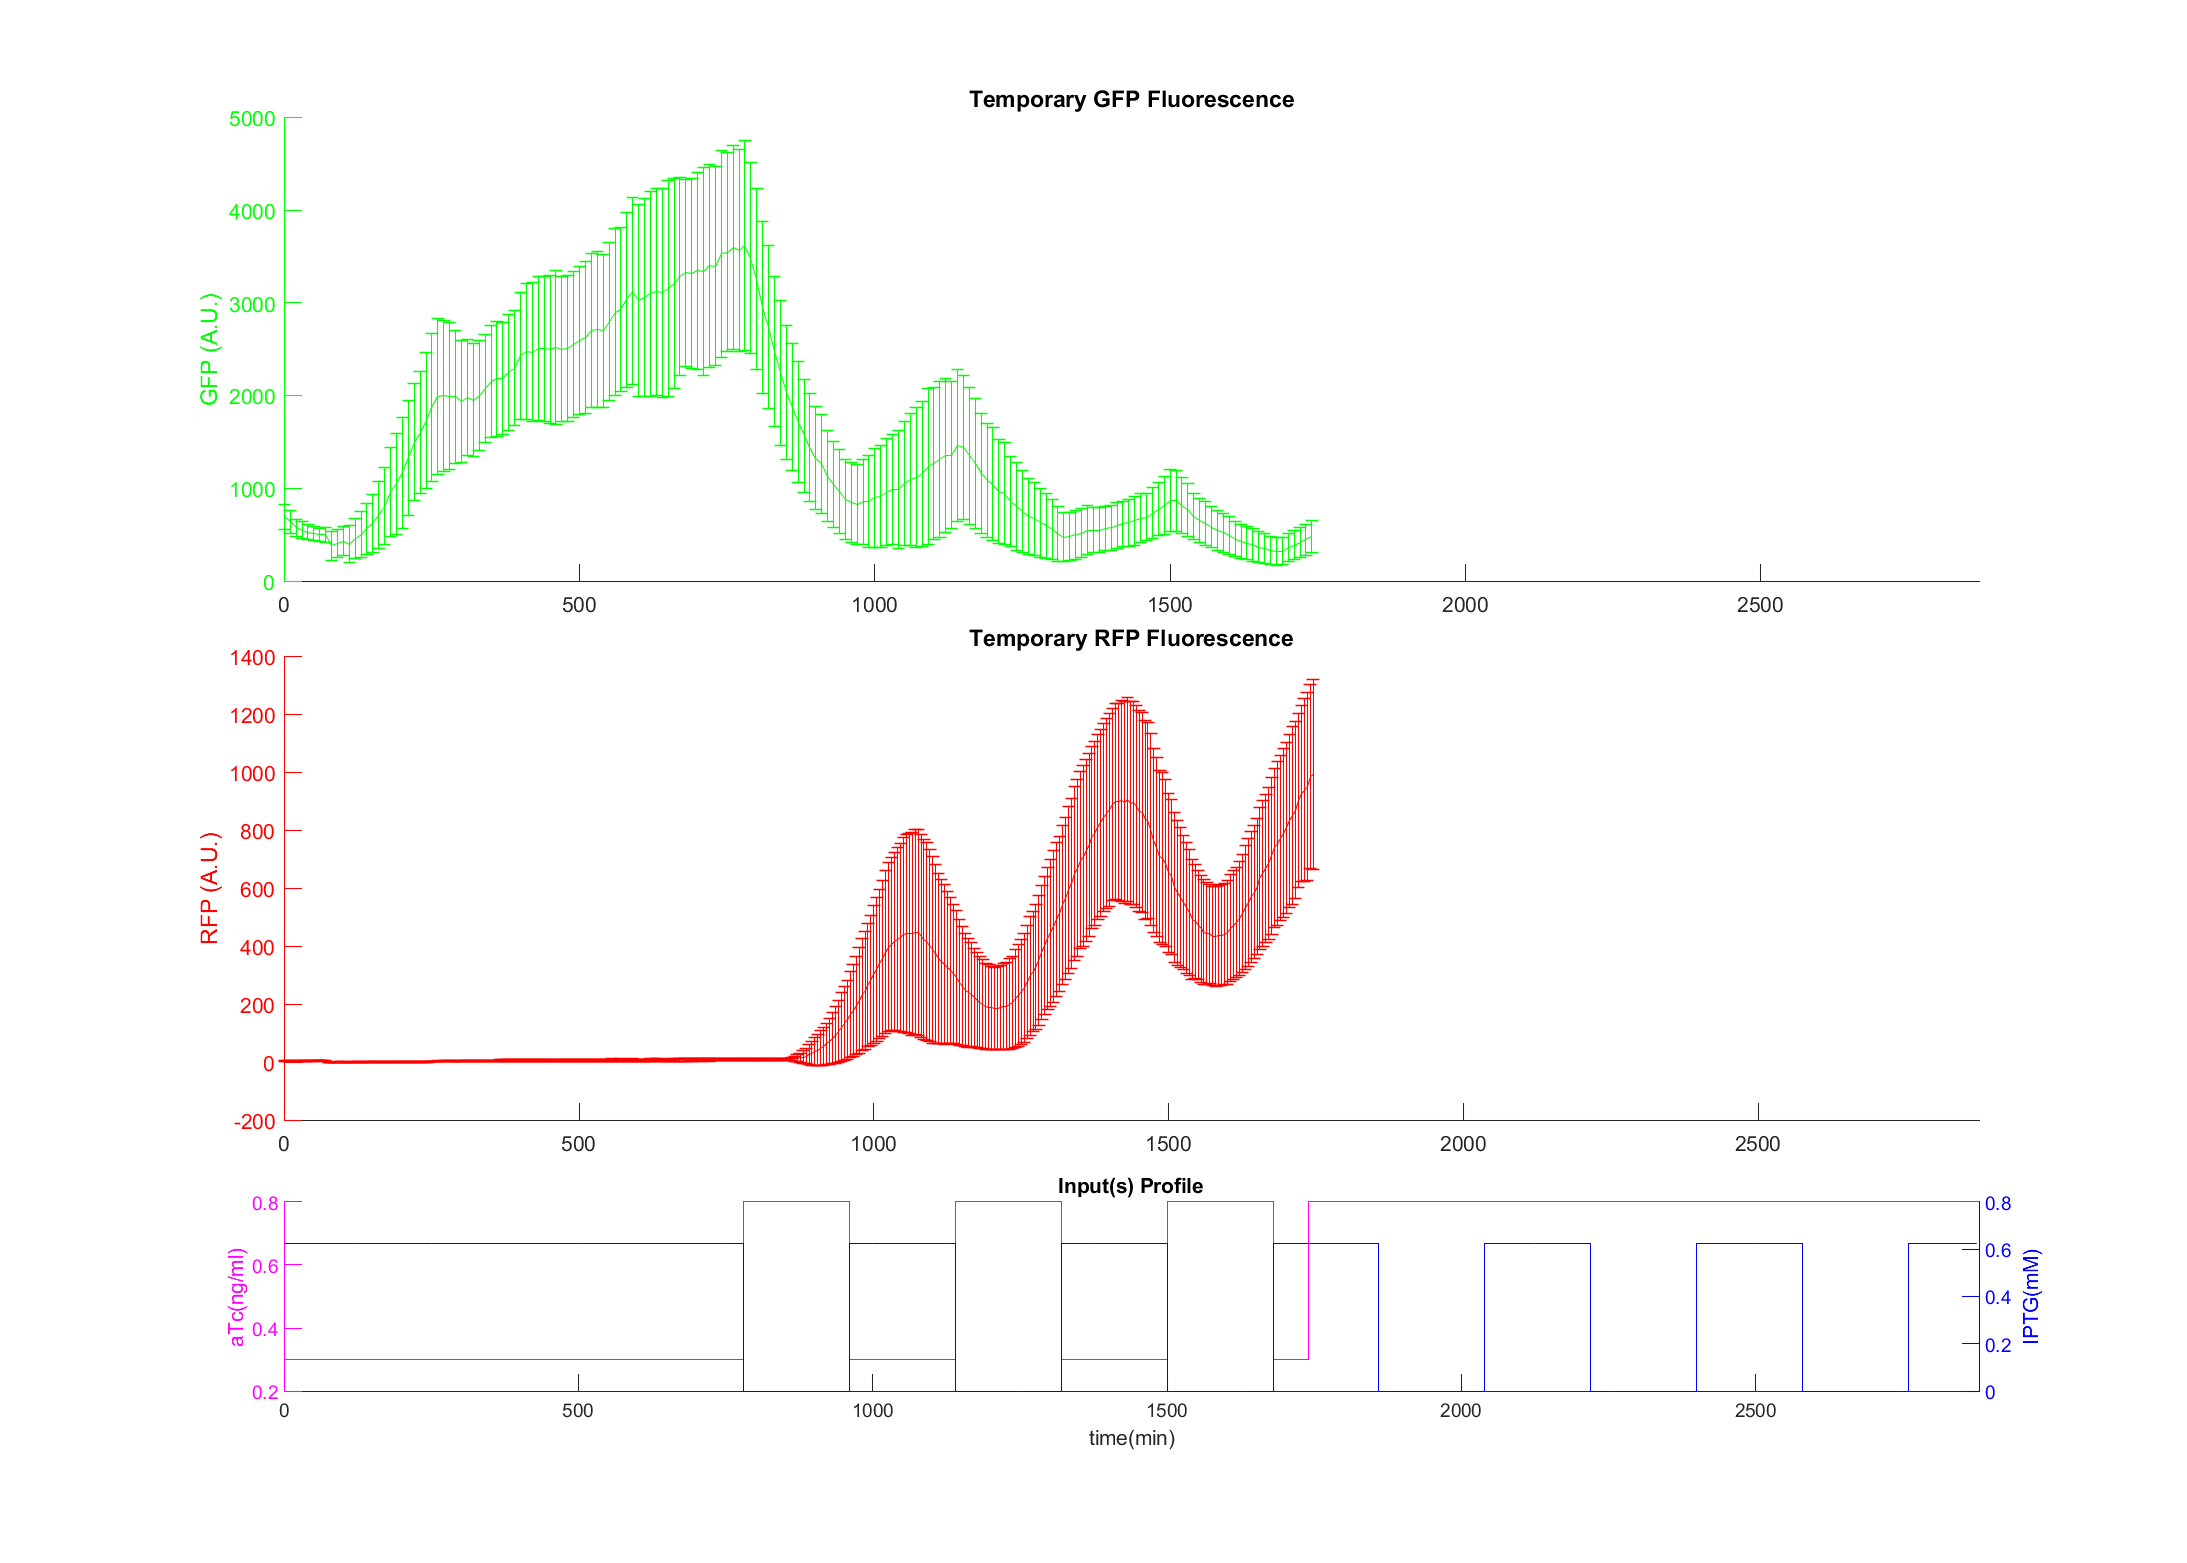 Temporary GFP Fluorescence
5000
4000
3000
2000
1000
0
GFP (A.U.)
0 500 1000 1500 2000 2500
Temporary RFP Fluorescence
1400
1200
1000
800
600
400
200
0
-200
RFP (A.U.)
0 500 1000 1500 2000 2500
Input(s) Profile
0.8
0.6
0.4
0.2
aTc(ng/ml)
0.8
0.6
0.4
0.2
0
IPTG(mM)
0 500 1000 1500 2000 2500
time(min)